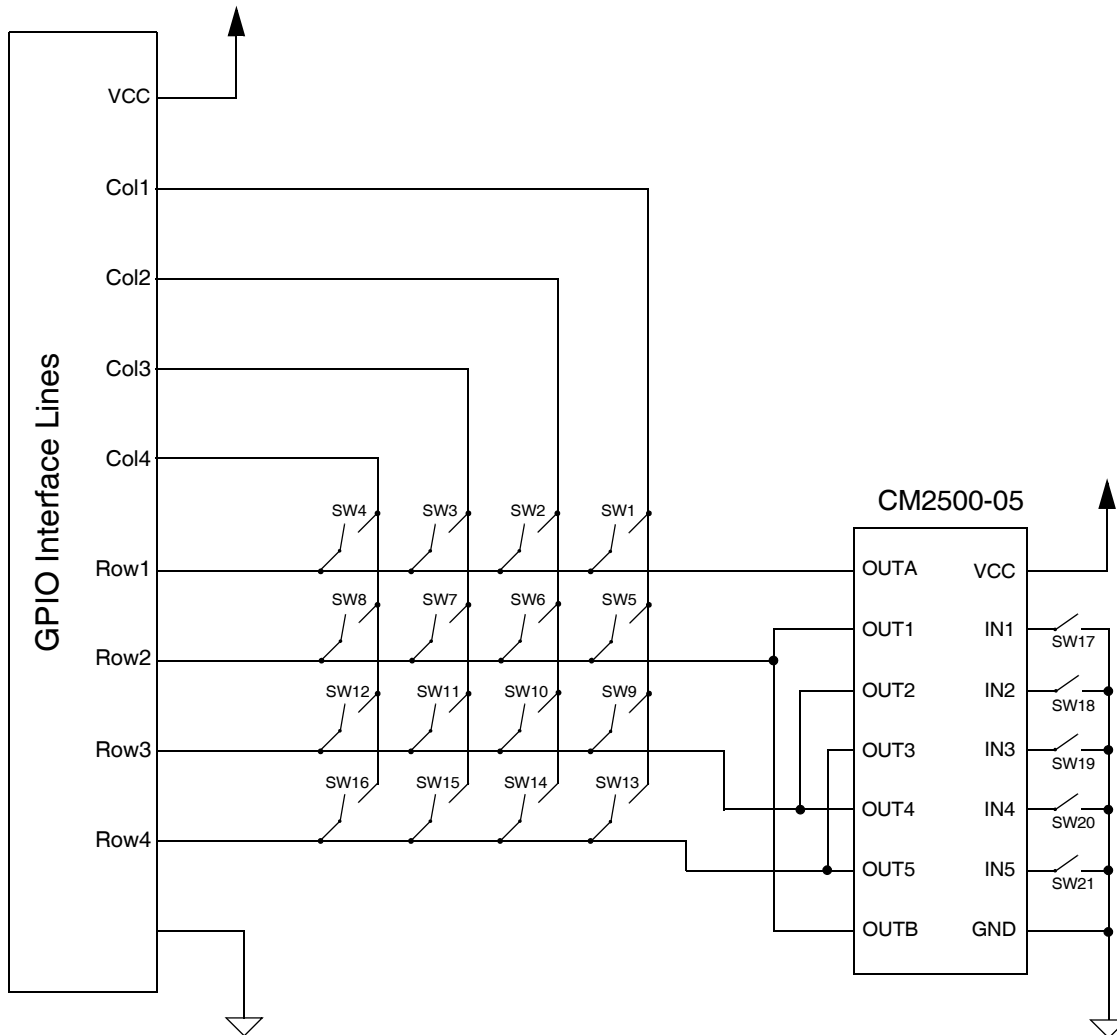 VCC
Col1
Col2
Col3
Col4
GPIO Interface Lines
SW4 SW3 SW2 SW1
CM2500-05
Row1
OUTA VCC
SW8 SW7 SW6 SW5
OUT1 IN1
SW17
Row2
SW12 SW11 SW10 SW9
OUT2 IN2
SW18
Row3
OUT3 IN3
SW19
SW16 SW15 SW14 SW13
OUT4 IN4
SW20
Row4
OUT5 IN5
SW21
OUTB GND